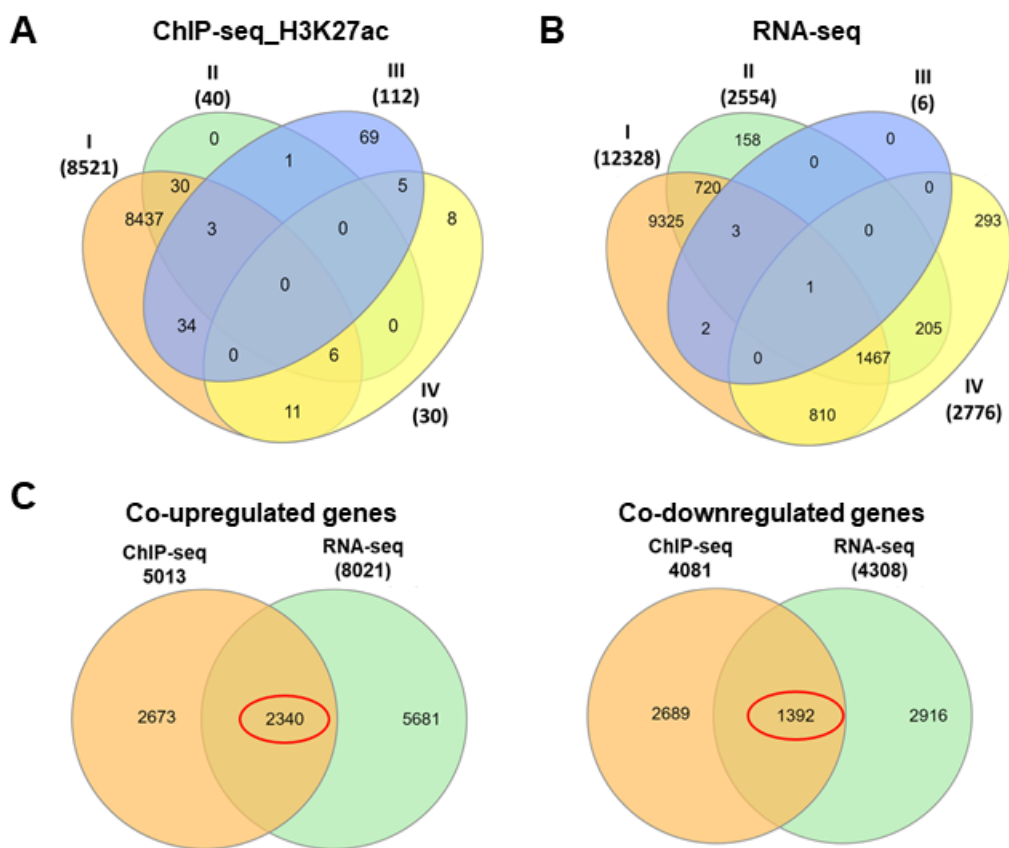 A
ChIP-seq_H3K27ac
II
(40)
III
(112)
I
(8521)
0
69
1
30
5
8437
8
3
0
0
34
0
0
6
11
IV
(30)
B
RNA-seq
II
(2554)
III
(6)
I
(12328)
158
0
0
720
0
9325
293
3
0
1
2
205
0
1467
810
IV
(2776)
C
Co-upregulated genes
ChIP-seq
5013
RNA-seq
(8021)
2673
2340
5681
Co-downregulated genes
ChIP-seq
4081
RNA-seq
(4308)
2689
1392
2916